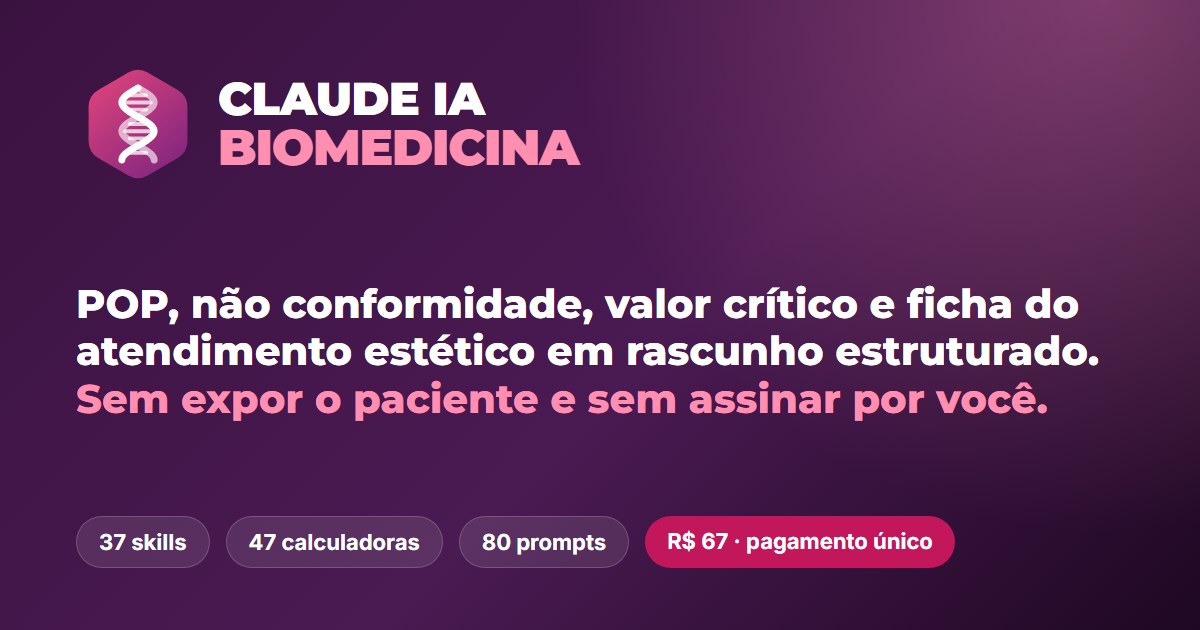 CLAUDE IA
BIOMEDICINA
POP, não conformidade, valor crítico e ficha do
atendimento estético em rascunho estruturado.
Sem expor o paciente e sem assinar por você.
37 skills
47 calculadoras
80 prompts
R$ 67 · pagamento único